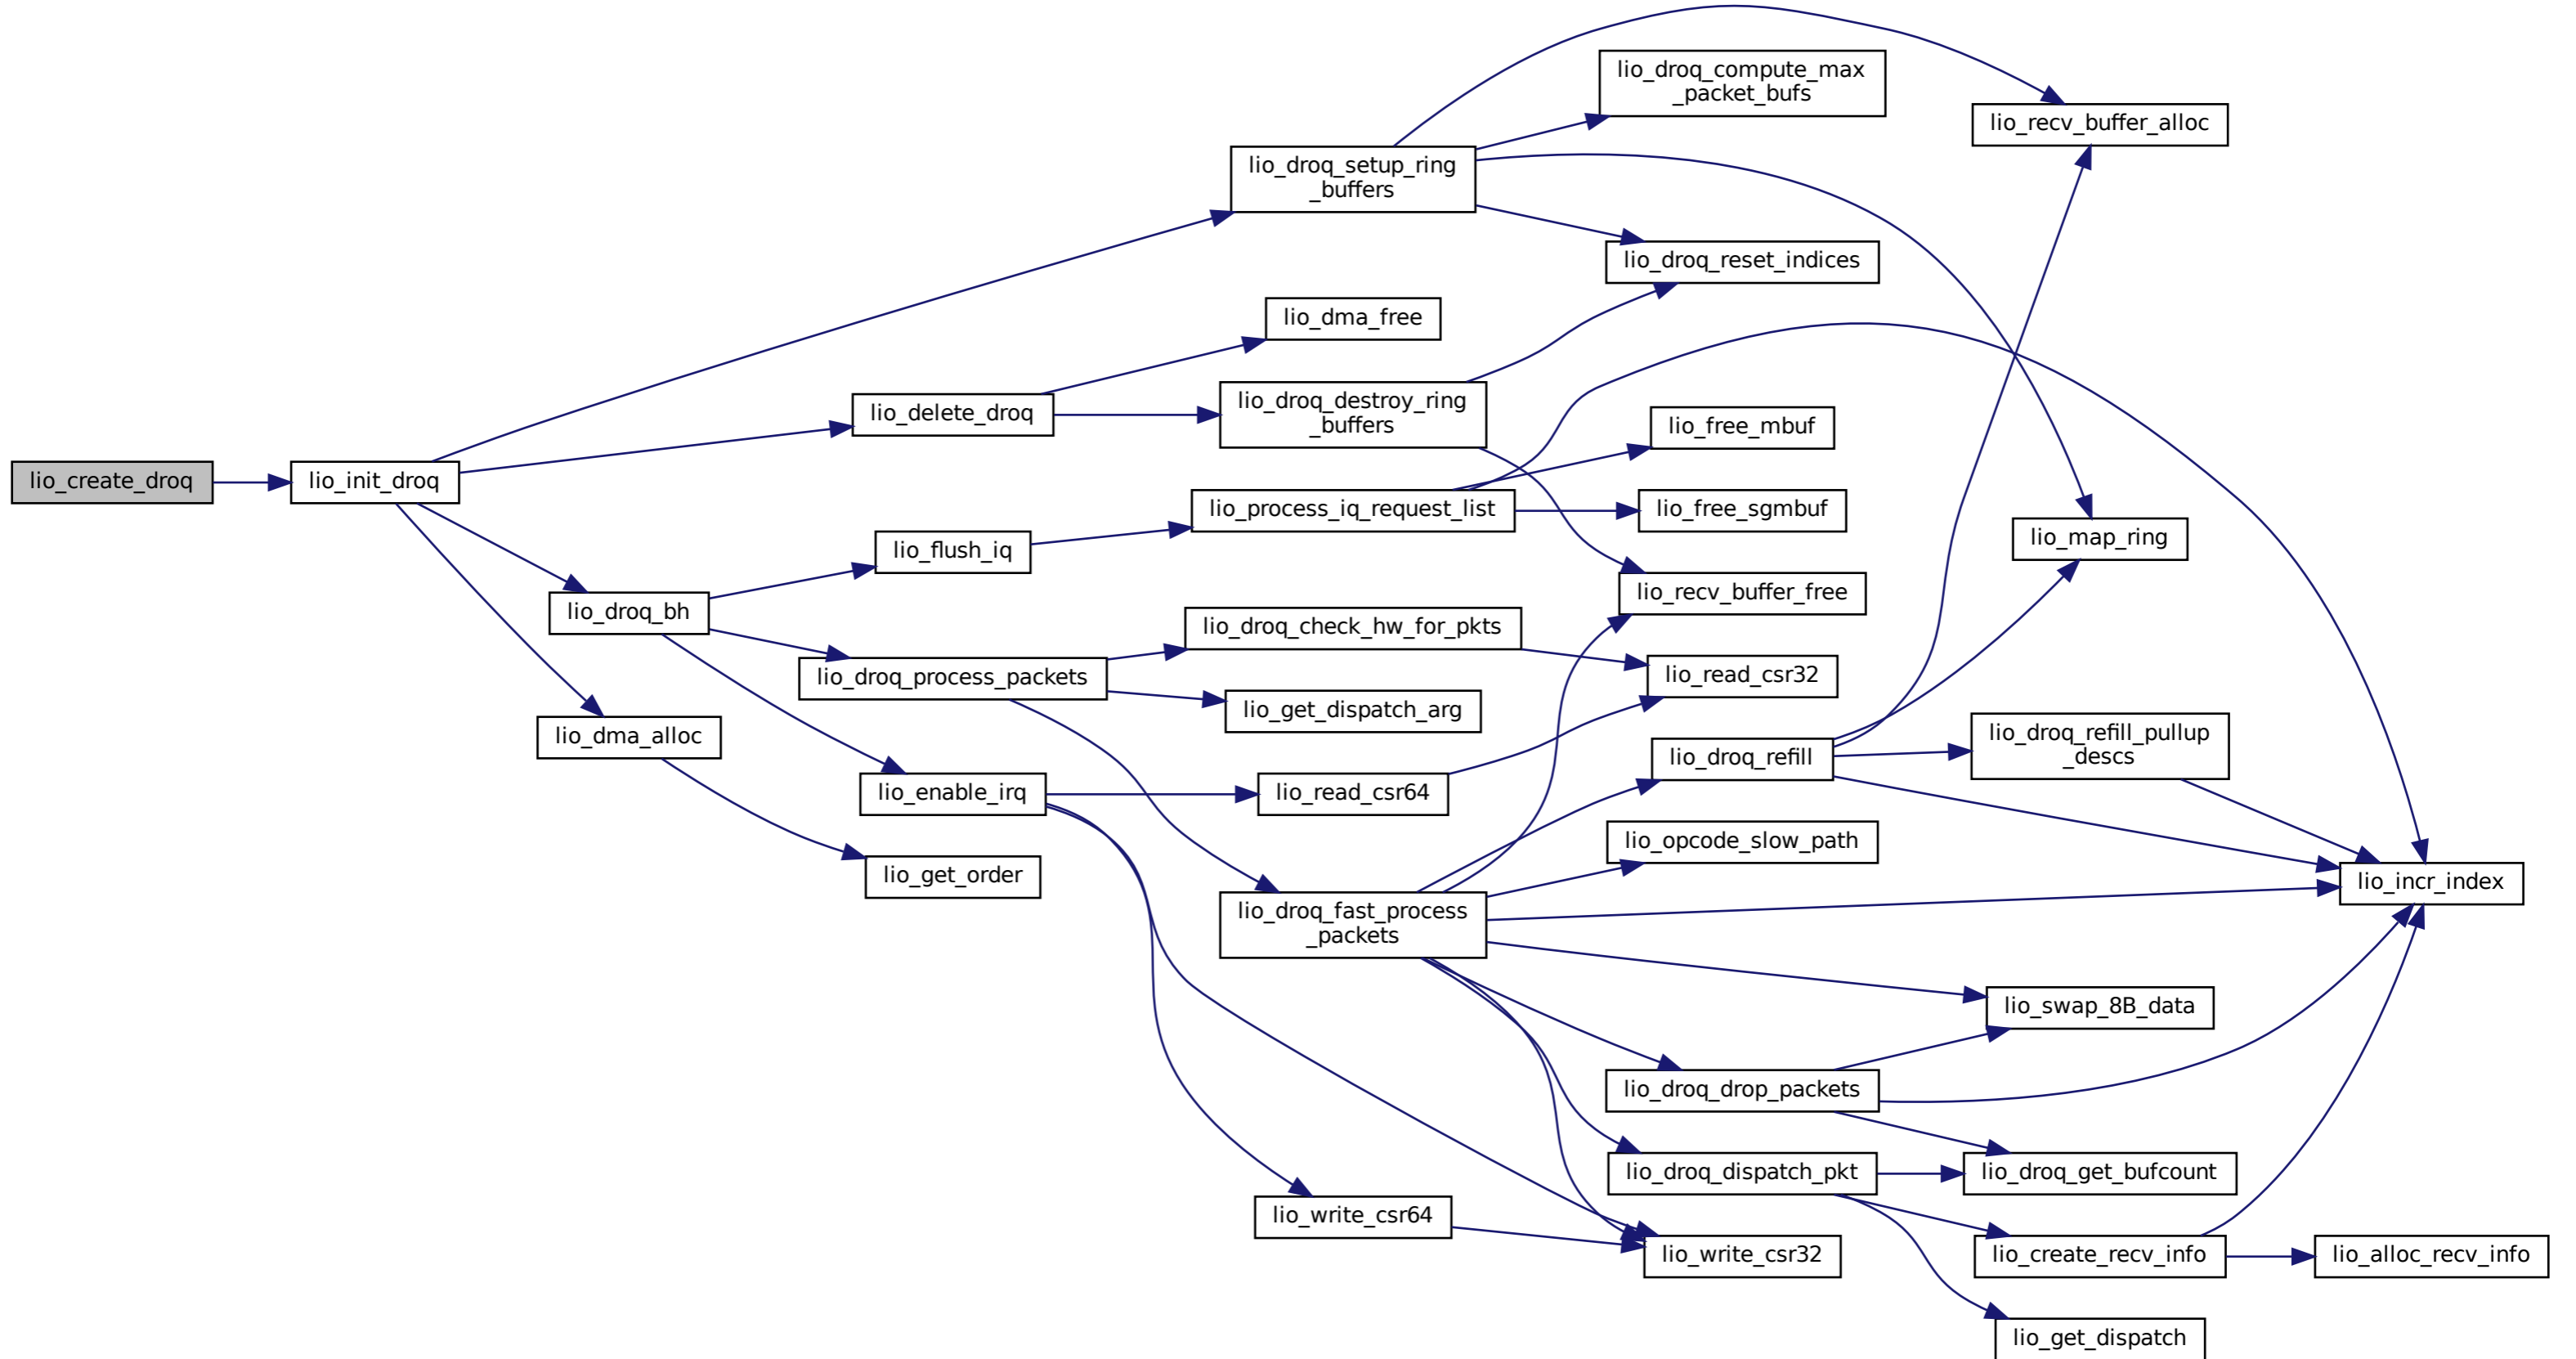 lio_droq_compute_max
_packet_bufs
lio_recv_buffer_alloc
lio_droq_setup_ring
_buffers
lio_droq_reset_indices
lio_dma_free
lio_delete_droq
lio_droq_destroy_ring
_buffers
lio_free_mbuf
lio_create_droq
lio_init_droq
lio_process_iq_request_list
lio_free_sgmbuf
lio_map_ring
lio_flush_iq
lio_recv_buffer_free
lio_droq_bh
lio_droq_check_hw_for_pkts
lio_droq_process_packets
lio_read_csr32
lio_get_dispatch_arg
lio_dma_alloc
lio_droq_refill
lio_droq_refill_pullup
_descs
lio_enable_irq
lio_read_csr64
lio_opcode_slow_path
lio_get_order
lio_incr_index
lio_droq_fast_process
_packets
lio_swap_8B_data
lio_droq_drop_packets
lio_droq_dispatch_pkt
lio_droq_get_bufcount
lio_write_csr64
lio_write_csr32
lio_create_recv_info
lio_alloc_recv_info
lio_get_dispatch